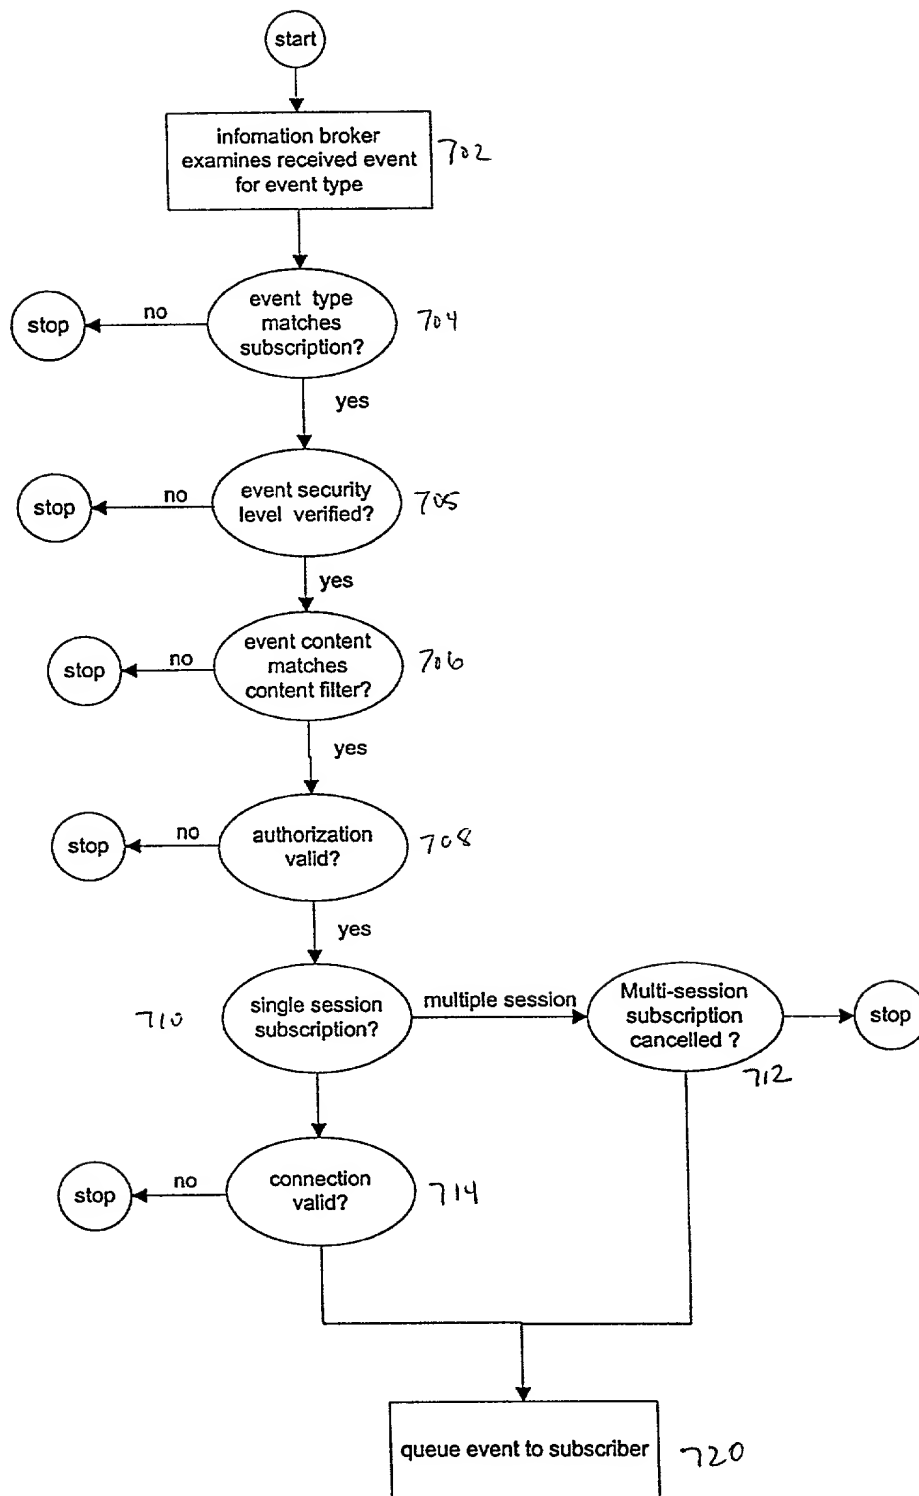 start
infomation broker
examines received event
for event type
702
event type
matches
subscription?
704
no
stop
yes
event security
level verified?
705
no
stop
yes
event content
matches
content filter?
706
no
stop
yes
authorization
valid?
708
no
stop
yes
710
single session
subscription?
multiple session
Multi-session
subscription
cancelled ?
712
stop
connection
valid?
714
no
stop
queue event to subscriber
720